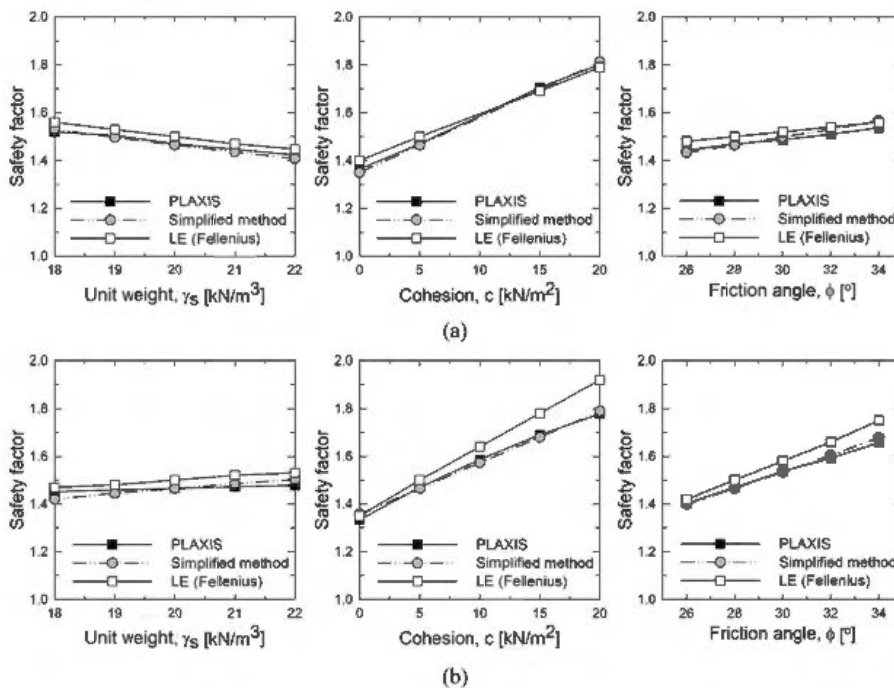 2.0 2.0 2.0
1.8 1.8 1.8
1.6 1.6 1.6
1.4 1.4 1.4
1.2 1.2 1.2
1.0 1.0 1.0
Safety factor Safety factor Safety factor
PLAXIS PLAXIS PLAXIS
Simplified method Simplified method Simplified method
LE (Fellenius) LE (Fellenius) LE (Fellenius)
18 19 20 21 22 0 5 10 15 20 26 28 30 32 34
Unit weight, γS [kN/m³] Cohesion, c [kN/m²] Friction angle, ϕ [º]
(a)
2.0 2.0 2.0
1.8 1.8 1.8
1.6 1.6 1.6
1.4 1.4 1.4
1.2 1.2 1.2
1.0 1.0 1.0
Safety factor Safety factor Safety factor
PLAXIS PLAXIS PLAXIS
Simplified method Simplified method Simplified method
LE (Fellenius) LE (Fellenius) LE (Fellenius)
18 19 20 21 22 0 5 10 15 20 26 28 30 32 34
Unit weight, γS [kN/m³] Cohesion, c [kN/m²] Friction angle, ϕ [º]
(b)